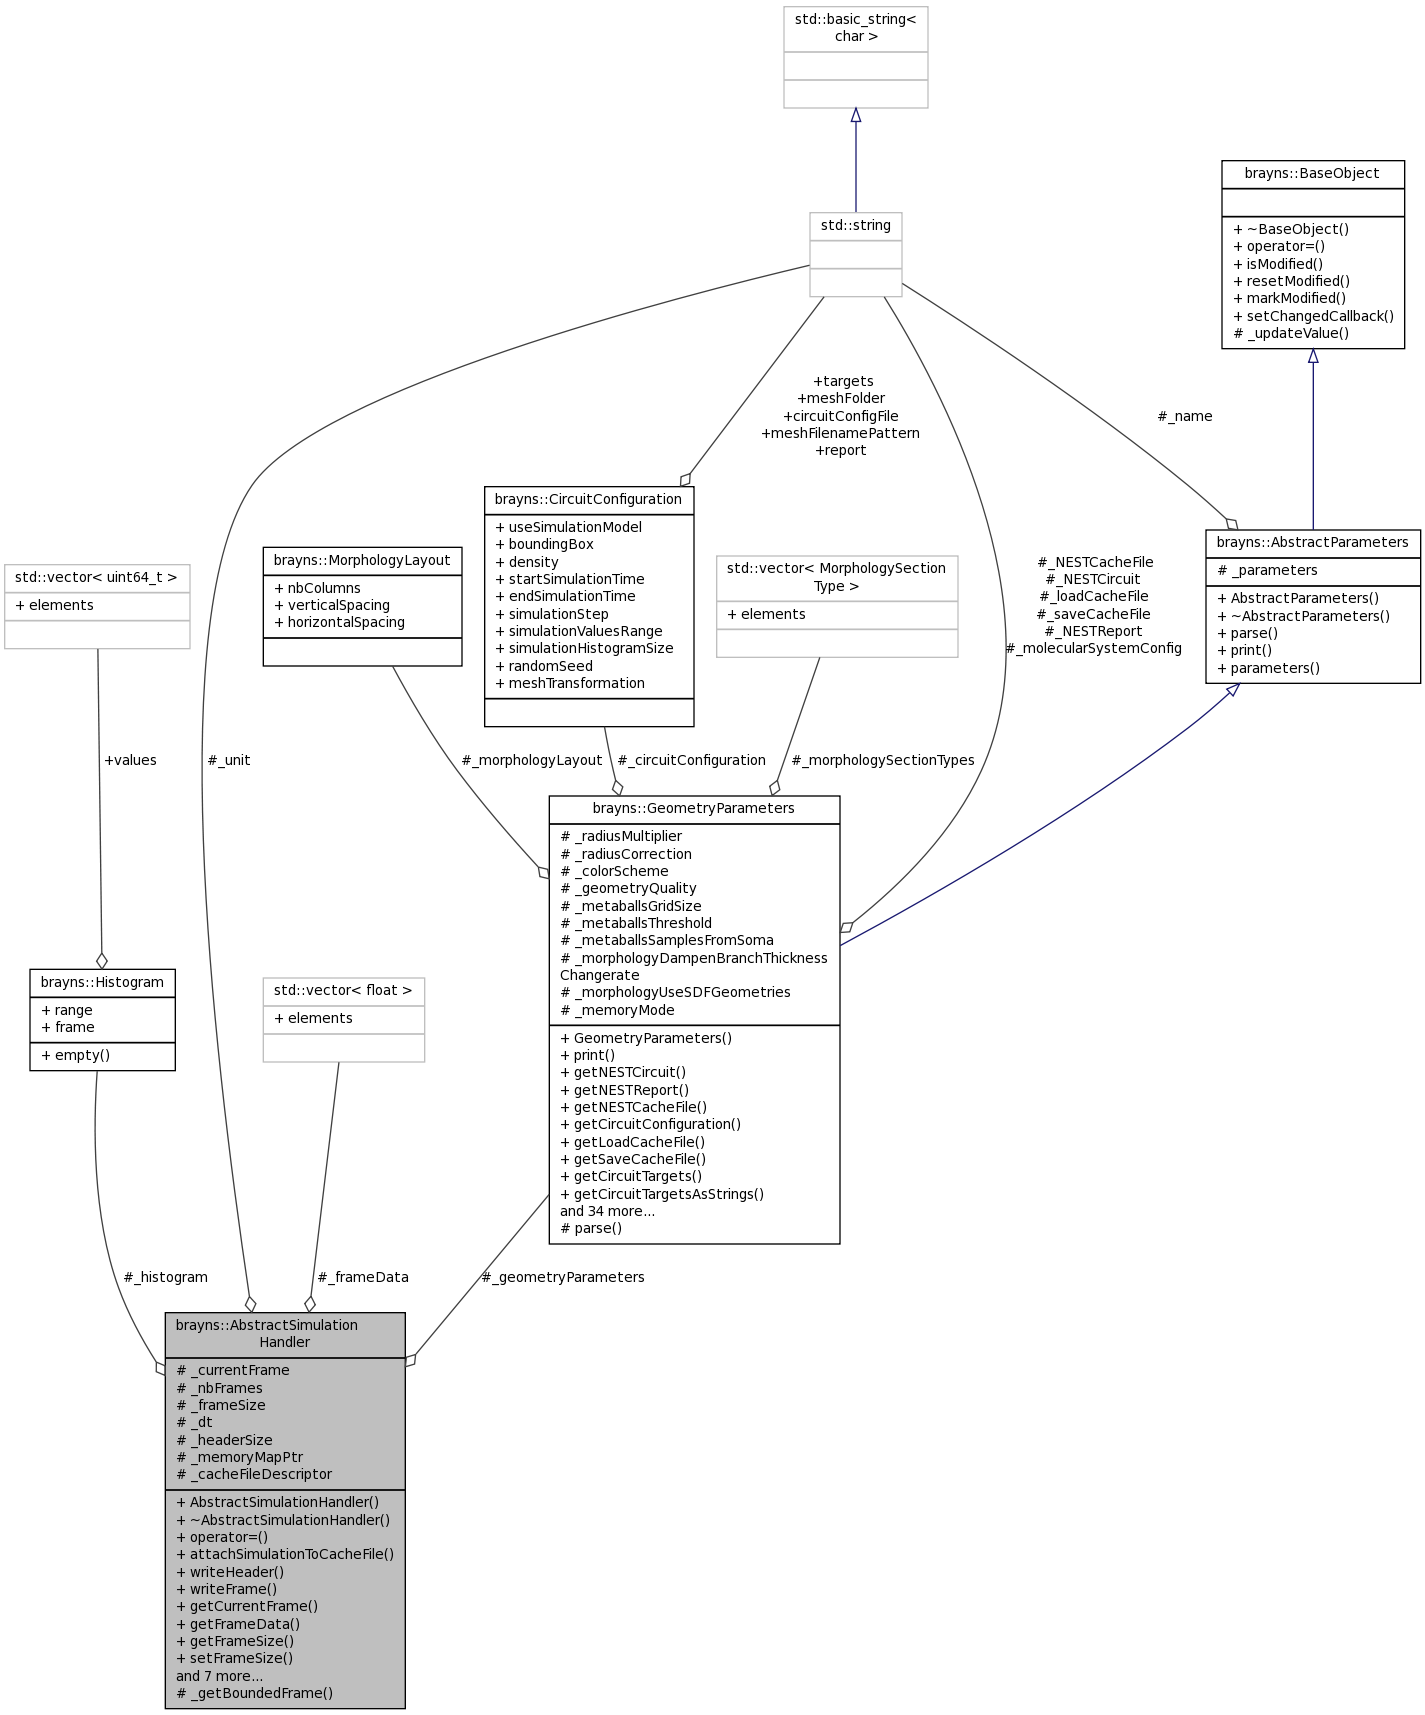 std::basic_string<
char >
brayns::BaseObject
+ ~BaseObject()
+ operator=()
+ isModified()
+ resetModified()
+ markModified()
+ setChangedCallback()
# _updateValue()
std::string
+targets
+meshFolder
+circuitConfigFile
+meshFilenamePattern
+report
#_name
brayns::CircuitConfiguration
+ useSimulationModel
+ boundingBox
+ density
+ startSimulationTime
+ endSimulationTime
+ simulationStep
+ simulationValuesRange
+ simulationHistogramSize
+ randomSeed
+ meshTransformation
brayns::AbstractParameters
# _parameters
+ AbstractParameters()
+ ~AbstractParameters()
+ parse()
+ print()
+ parameters()
brayns::MorphologyLayout
+ nbColumns
+ verticalSpacing
+ horizontalSpacing
std::vector< MorphologySection
Type >
+ elements
#_NESTCacheFile
#_NESTCircuit
#_loadCacheFile
#_saveCacheFile
#_NESTReport
#_molecularSystemConfig
std::vector< uint64_t >
+ elements
+values
#_unit
#_morphologyLayout
#_circuitConfiguration
#_morphologySectionTypes
brayns::GeometryParameters
# _radiusMultiplier
# _radiusCorrection
# _colorScheme
# _geometryQuality
# _metaballsGridSize
# _metaballsThreshold
# _metaballsSamplesFromSoma
# _morphologyDampenBranchThickness
Changerate
# _morphologyUseSDFGeometries
# _memoryMode
+ GeometryParameters()
+ print()
+ getNESTCircuit()
+ getNESTReport()
+ getNESTCacheFile()
+ getCircuitConfiguration()
+ getLoadCacheFile()
+ getSaveCacheFile()
+ getCircuitTargets()
+ getCircuitTargetsAsStrings()
and 34 more...
# parse()
brayns::Histogram
+ range
+ frame
+ empty()
std::vector< float >
+ elements
#_histogram
#_frameData
#_geometryParameters
brayns::AbstractSimulation
Handler
# _currentFrame
# _nbFrames
# _frameSize
# _dt
# _headerSize
# _memoryMapPtr
# _cacheFileDescriptor
+ AbstractSimulationHandler()
+ ~AbstractSimulationHandler()
+ operator=()
+ attachSimulationToCacheFile()
+ writeHeader()
+ writeFrame()
+ getCurrentFrame()
+ getFrameData()
+ getFrameSize()
+ setFrameSize()
and 7 more...
# _getBoundedFrame()